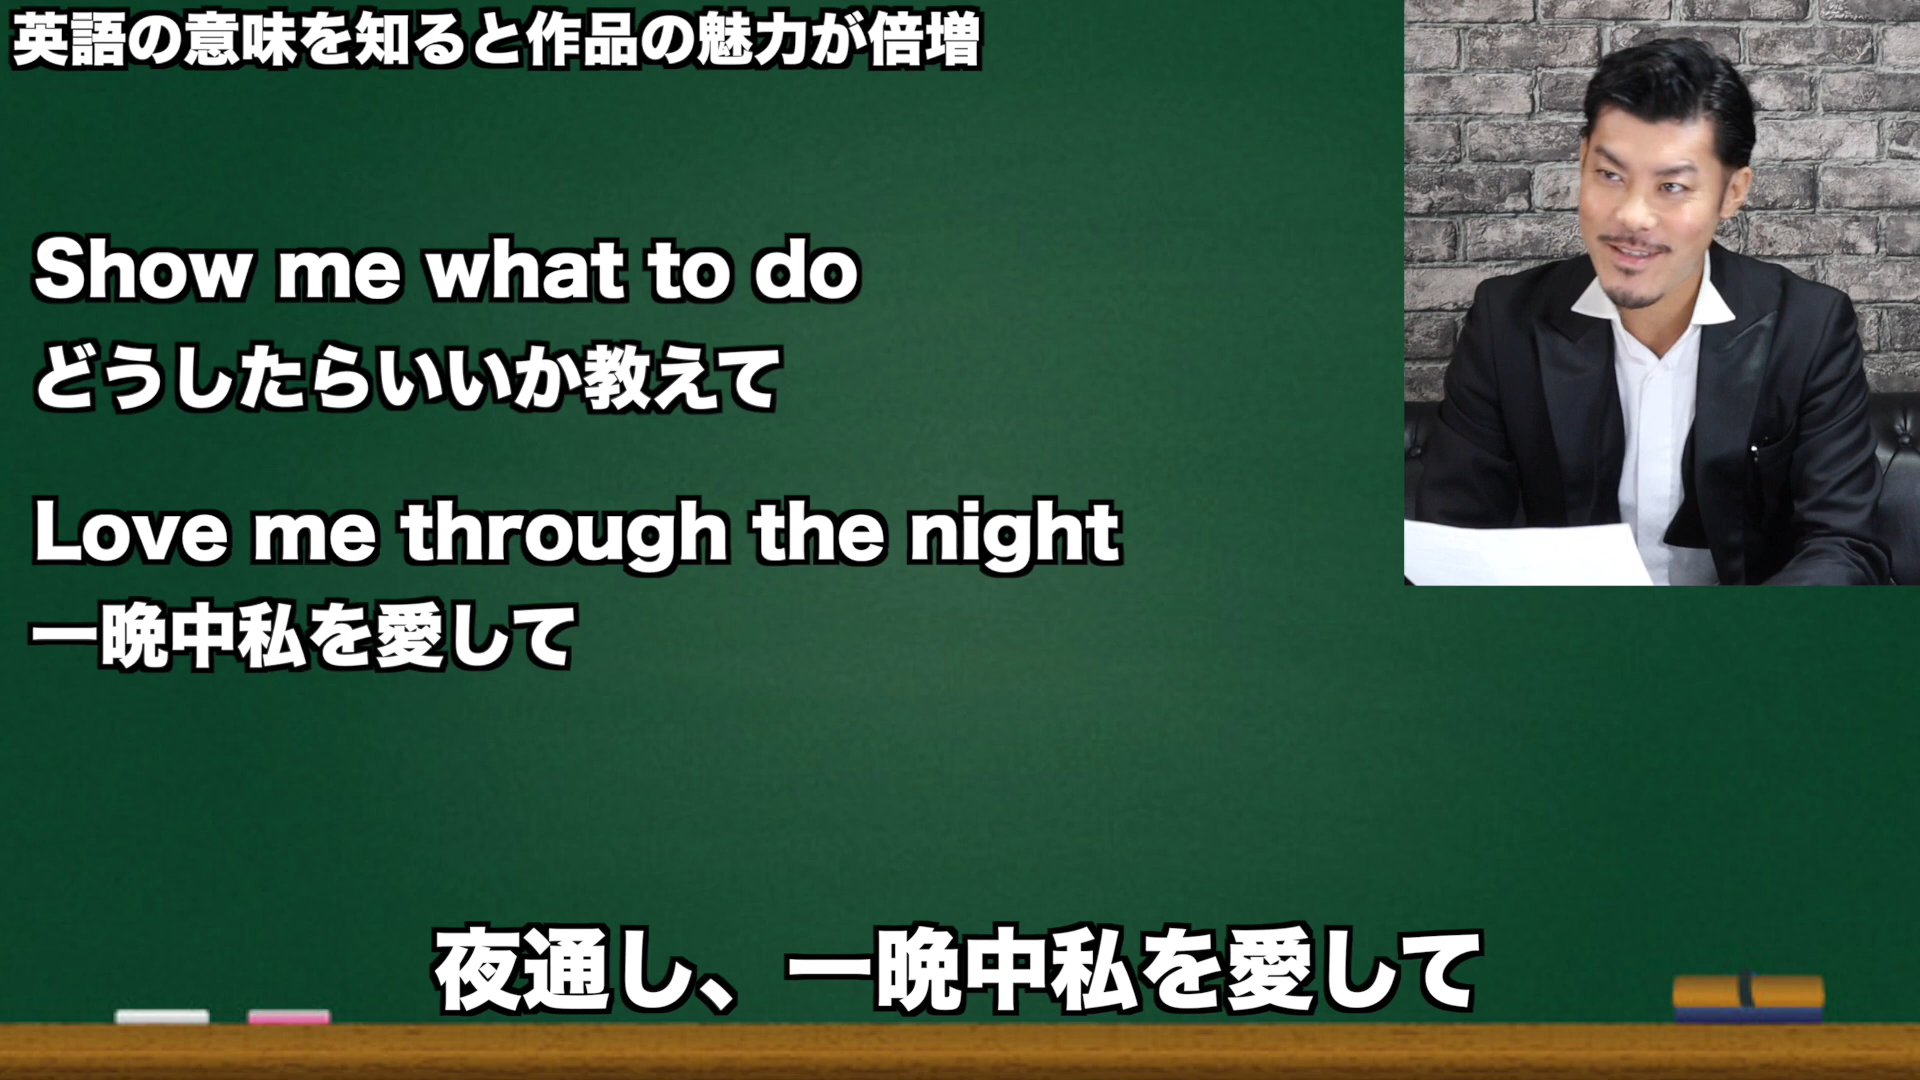 英語の意味を知ると作品の魅力が倍増
Show me what to do
どうしたらいいか教えて
Love me through the night
一晩中私を愛して
夜通し、一晩中私を愛して